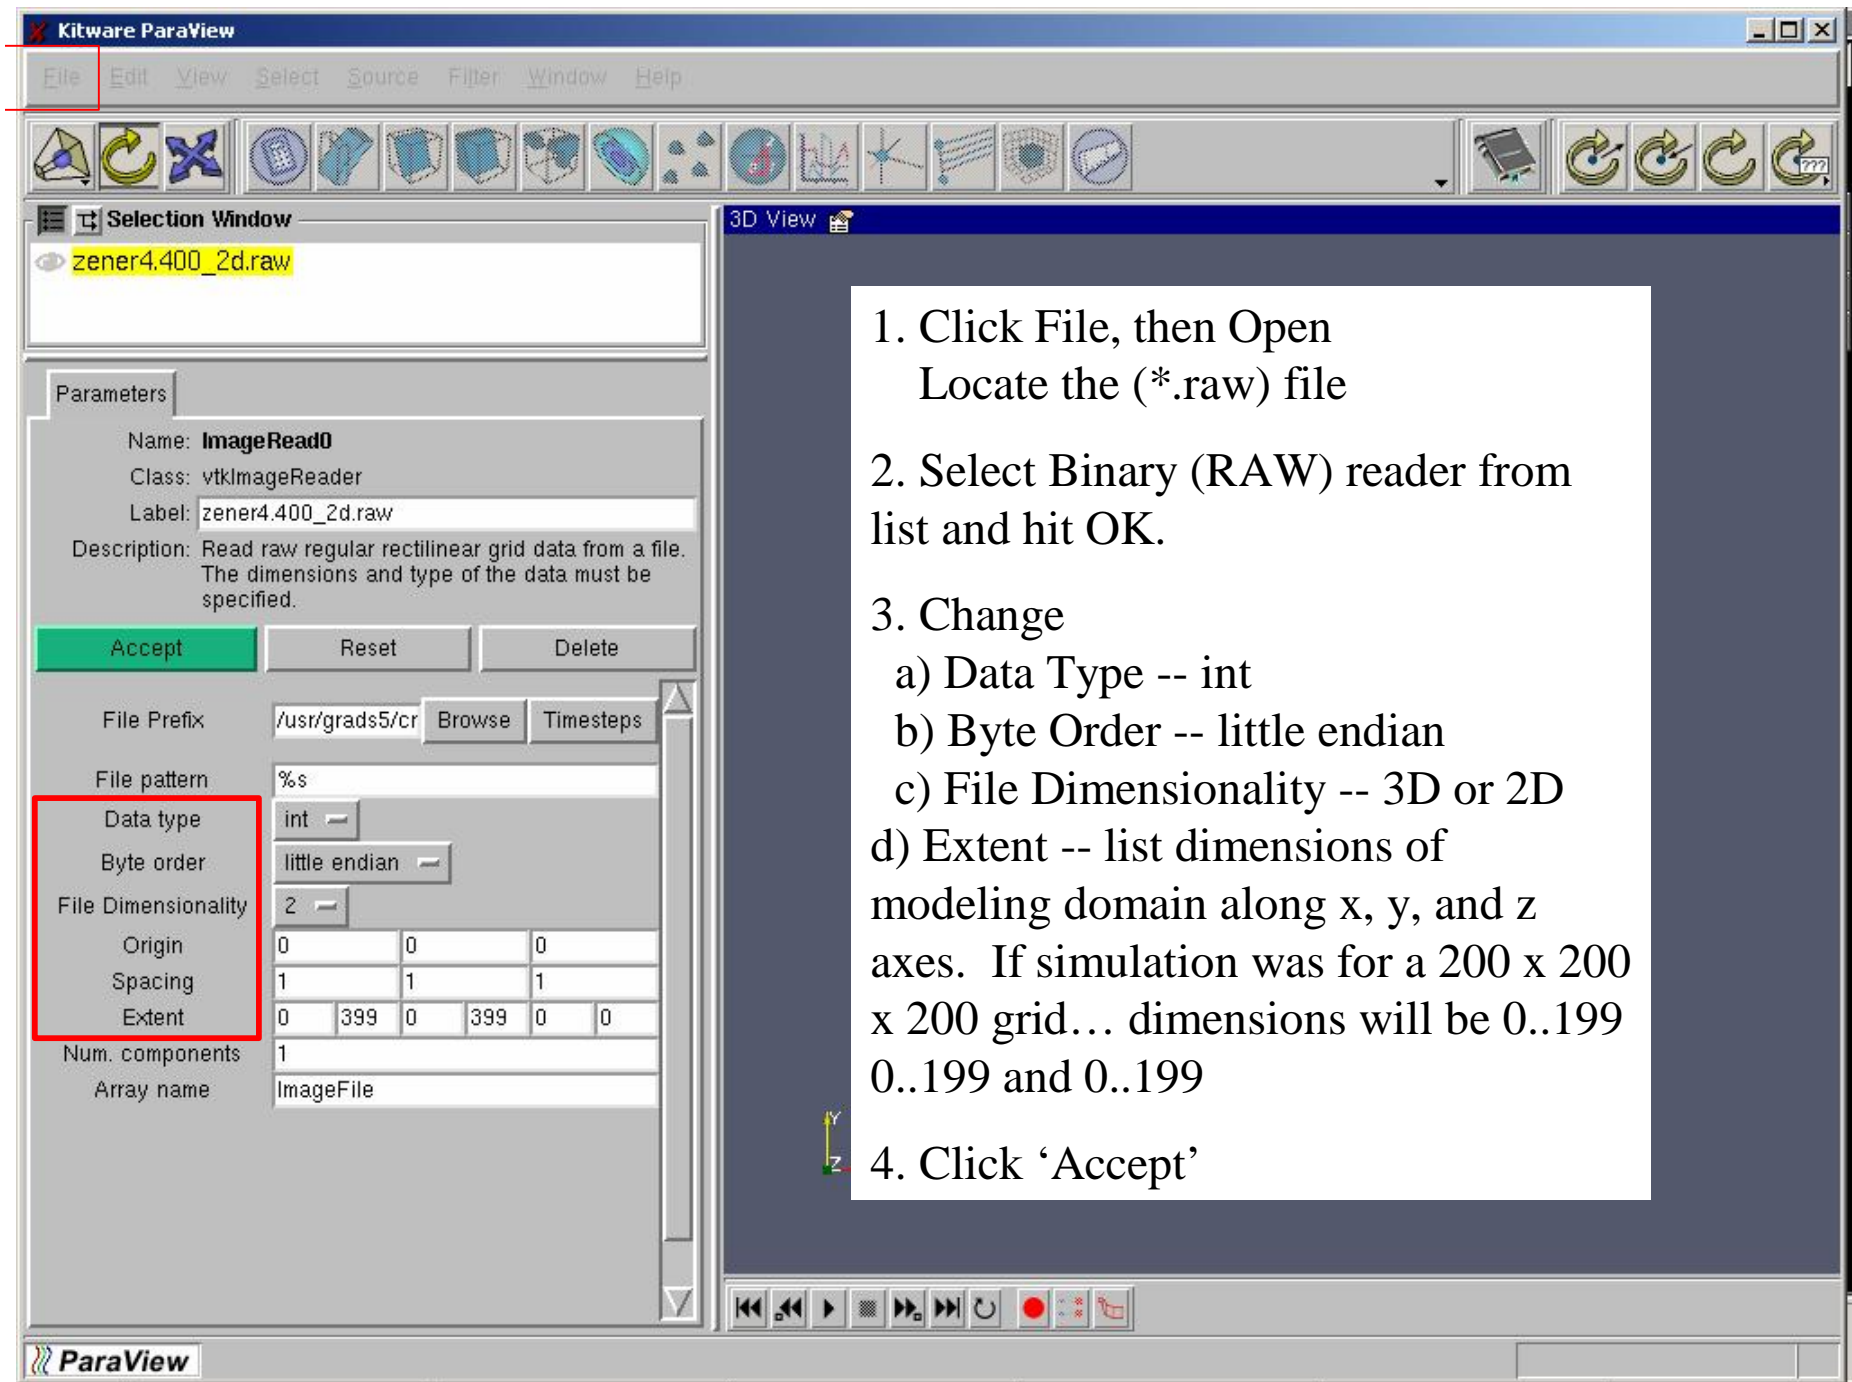 Kitware ParaView
File Edit View Select Source Filter Window Help
???
Selection Window
zener4.400_2d.raw
3D View
Parameters
Name: ImageRead0
Class: vtkImageReader
Label: zener4.400_2d.raw
Description: Read raw regular rectilinear grid data from a file.
The dimensions and type of the data must be
specified.
Accept Reset Delete
File Prefix /usr/grads5/cr Browse Timesteps
File pattern %s
Data type int
Byte order little endian
File Dimensionality 2
Origin 0 0 0
Spacing 1 1 1
Extent 0 399 0 399 0 0
Num. components 1
Array name ImageFile
1. Click File, then Open
Locate the (*.raw) file
2. Select Binary (RAW) reader from
list and hit OK.
3. Change
a) Data Type -- int
b) Byte Order -- little endian
c) File Dimensionality -- 3D or 2D
d) Extent -- list dimensions of
modeling domain along x, y, and z
axes. If simulation was for a 200 x 200
x 200 grid… dimensions will be 0..199
0..199 and 0..199
4. Click ‘Accept’
Y
Z
ParaView